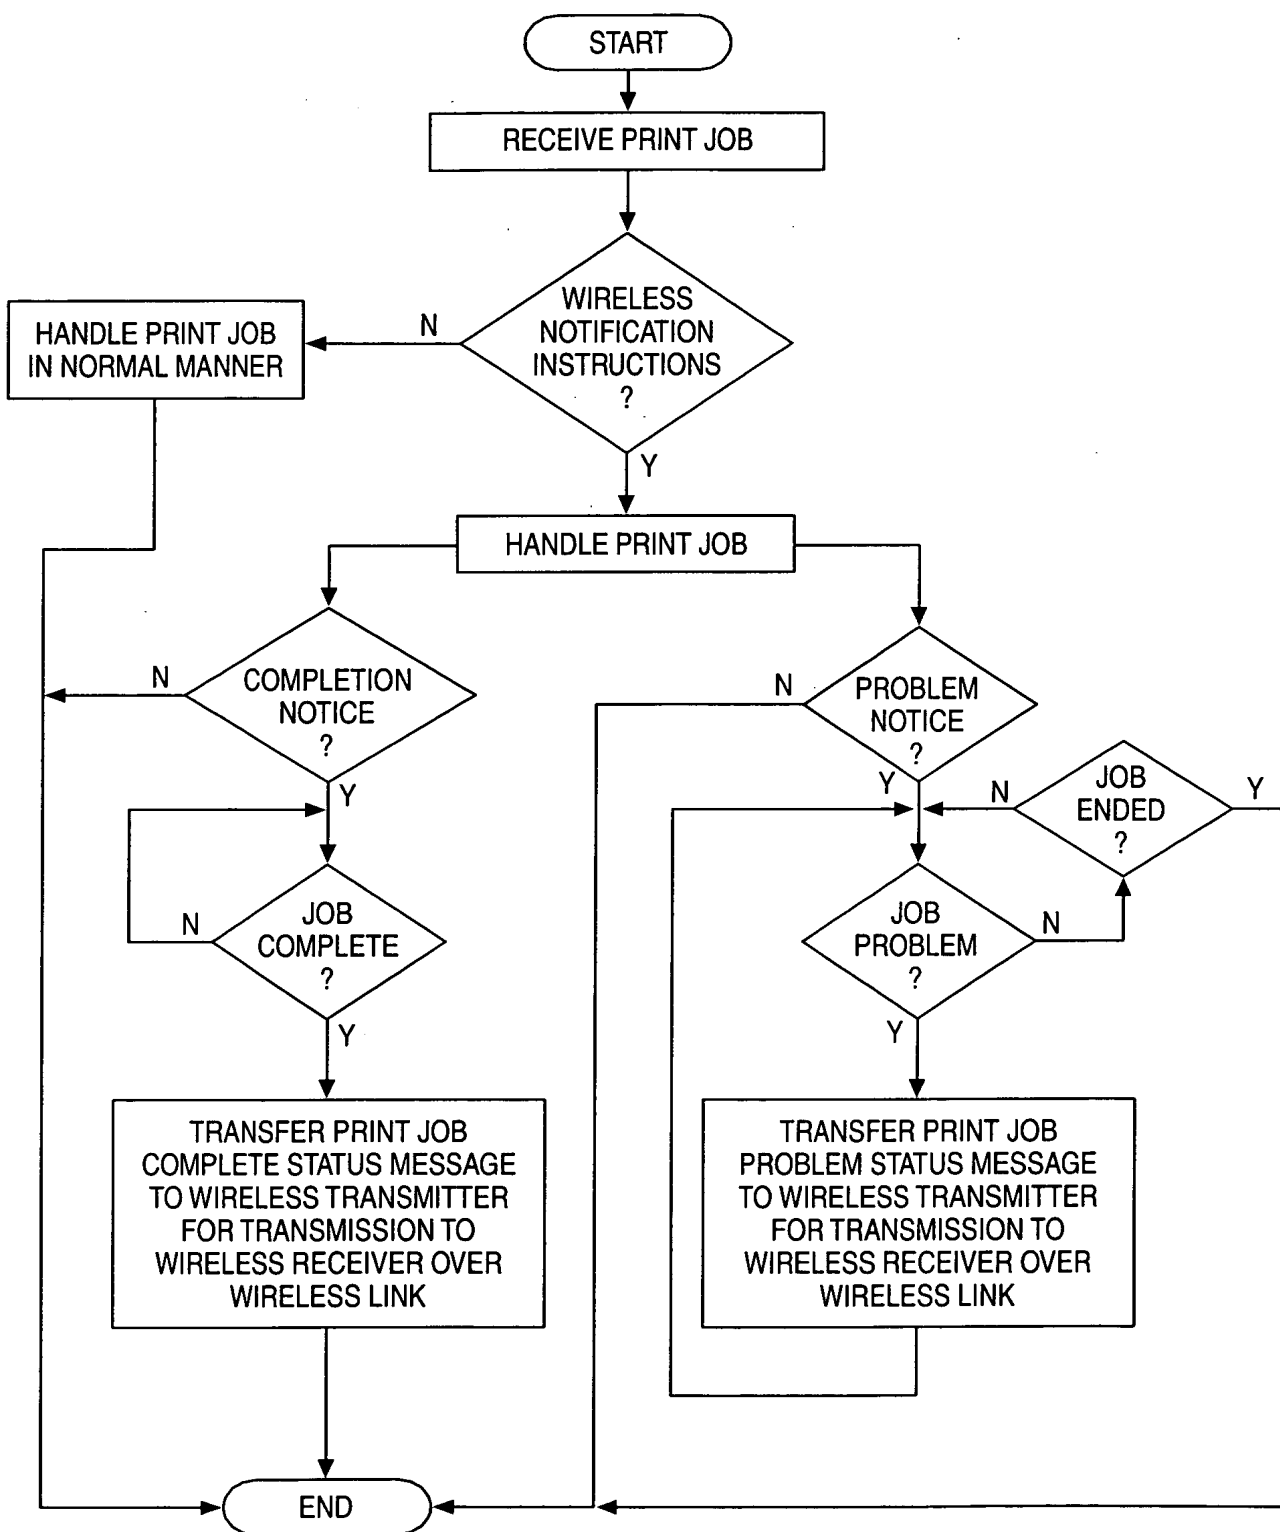 START
RECEIVE PRINT JOB
WIRELESS
NOTIFICATION
INSTRUCTIONS
?
N
HANDLE PRINT JOB
IN NORMAL MANNER
Y
HANDLE PRINT JOB
COMPLETION
NOTICE
?
N
Y
PROBLEM
NOTICE
?
N
Y
JOB
ENDED
?
N
Y
JOB
COMPLETE
?
N
Y
JOB
PROBLEM
?
N
Y
TRANSFER PRINT JOB
COMPLETE STATUS MESSAGE
TO WIRELESS TRANSMITTER
FOR TRANSMISSION TO
WIRELESS RECEIVER OVER
WIRELESS LINK
TRANSFER PRINT JOB
PROBLEM STATUS MESSAGE
TO WIRELESS TRANSMITTER
FOR TRANSMISSION TO
WIRELESS RECEIVER OVER
WIRELESS LINK
END